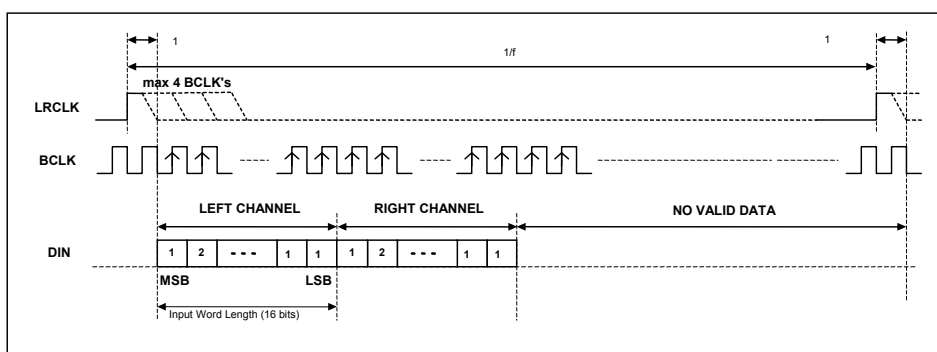 1 1
1/f
max 4 BCLK's
LRCLK
BCLK
LEFT CHANNEL RIGHT CHANNEL NO VALID DATA
DIN 1 2 1 1 1 2 1 1
MSB LSB
Input Word Length (16 bits)